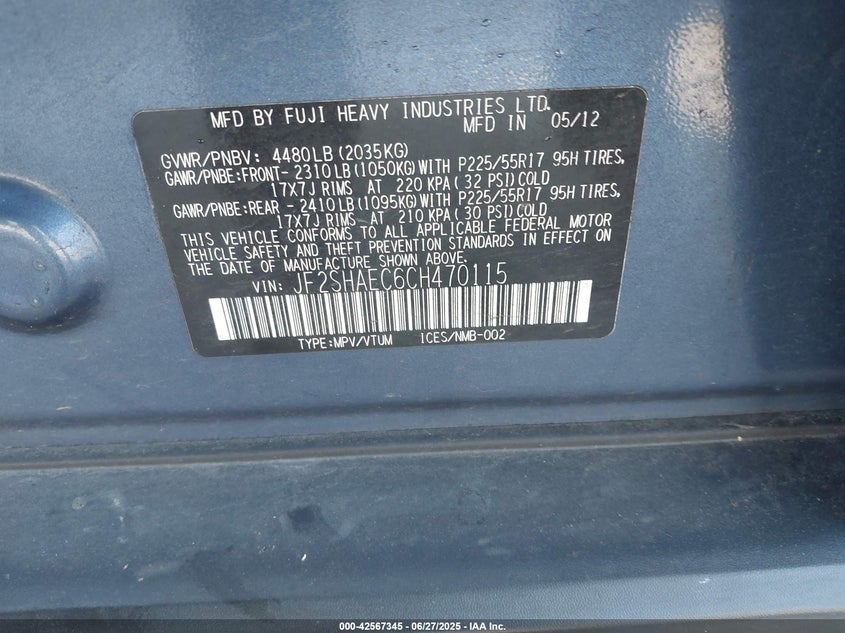 MFD BY FUJI HEAVY INDUSTRIES LTD.
MFD IN 05/12
GVWR/PNBV: 4480LB (2035KG)
GAWR/PNBE:FRONT- 2310LB(1050KG)WITH P225/55R17 95H TIRES,
17X7J RIMS AT 220 KPA( 32 PSI)COLD
GAWR/PNBE:REAR - 2410LB(1095KG)WITH P225/55R17 95H TIRES,
17X7J RIMS AT 210 KPA( 30 PSI)COLD
THIS VEHICLE CONFORMS TO ALL APPLICABLE FEDERAL MOTOR
VEHICLE SAFETY AND THEFT PREVENTION STANDARDS IN EFFECT ON
THE DATE OF MANUFACTURE SHOWN ABOVE.
VIN: JF2SHAEC6CH470115
TYPE:MPV/VTUM ICES/NMB-002
000-42567345 - 06/27/2025 - IAA Inc.